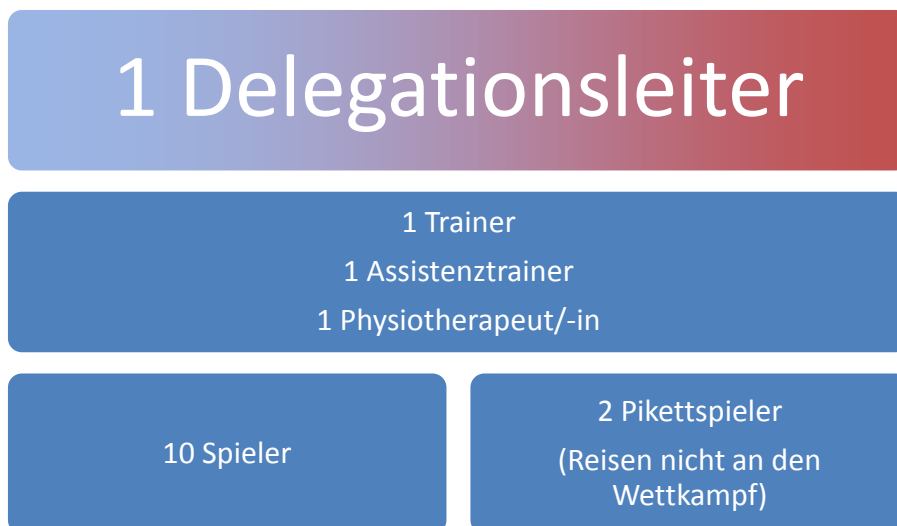 1 Delegationsleiter
1 Trainer
1 Assistenztrainer
1 Physiotherapeut/-in
10 Spieler
2 Pikettspieler
(Reisen nicht an den
Wettkampf)